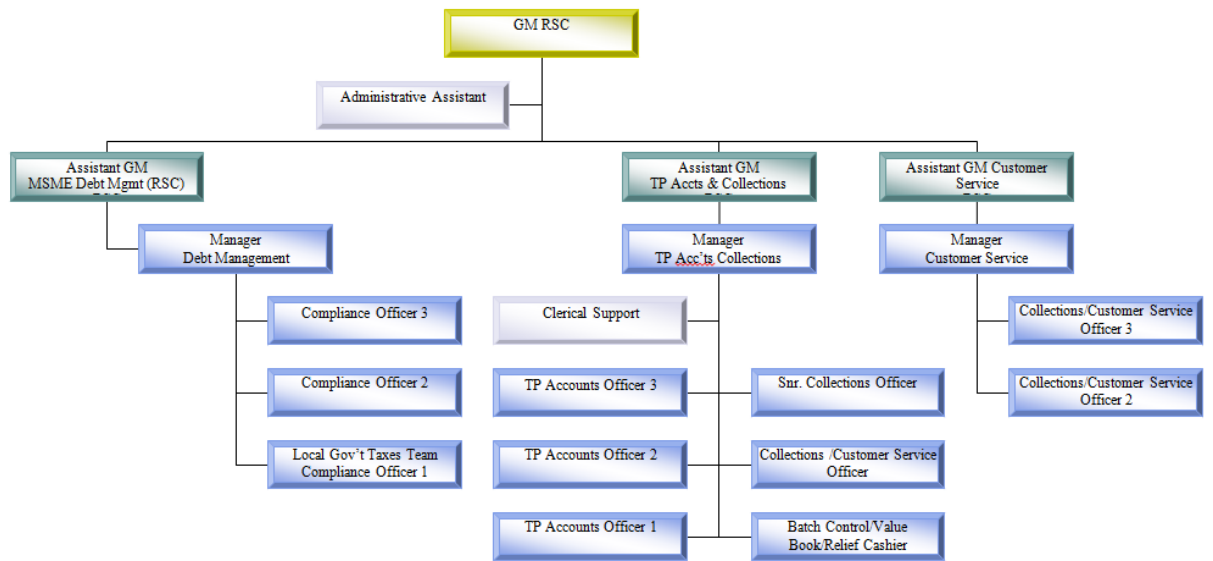 GM RSC
Administrative Assistant
Assistant GM
MSME Debt Mgmt (RSC)
Assistant GM
TP Accts & Collections
Assistant GM Customer
Service
Manager
Debt Management
Manager
TP Acc'ts Collections
Manager
Customer Service
Compliance Officer 3
Clerical Support
Collections/Customer Service
Officer 3
Compliance Officer 2
TP Accounts Officer 3
Snr. Collections Officer
Collections/Customer Service
Officer 2
Local Gov't Taxes Team
Compliance Officer 1
TP Accounts Officer 2
Collections /Customer Service
Officer
TP Accounts Officer 1
Batch Control/Value
Book/Relief Cashier